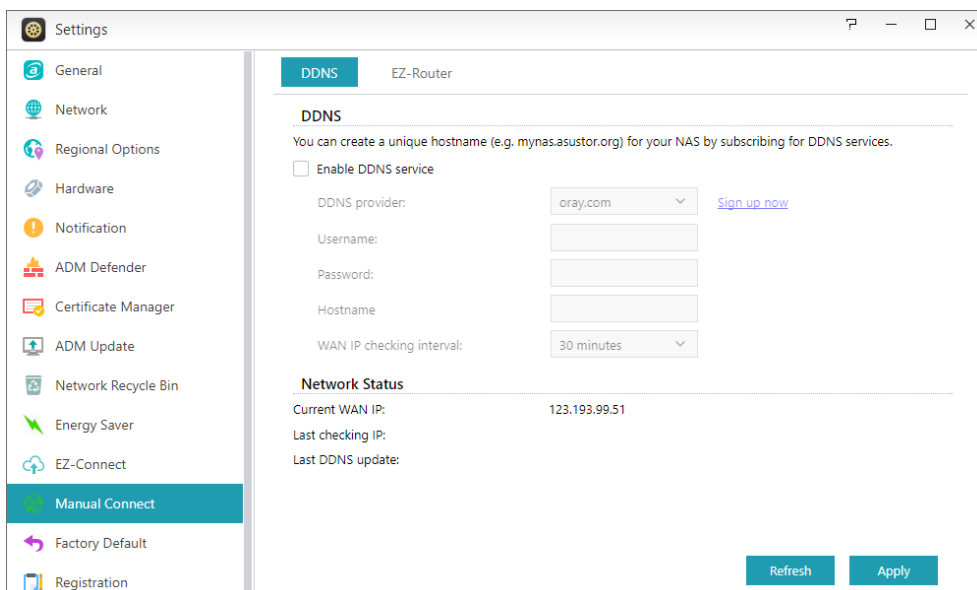 Settings
General
Network
Regional Options
Hardware
Notification
ADM Defender
Certificate Manager
ADM Update
Network Recycle Bin
Energy Saver
EZ-Connect
Manual Connect
Factory Default
Registration
DDNS EZ-Router
DDNS
You can create a unique hostname (e.g. mynas.asustor.org) for your NAS by subscribing for DDNS services.
Enable DDNS service
DDNS provider: oray.com Sign up now
Username:
Password:
Hostname
WAN IP checking interval: 30 minutes
Network Status
Current WAN IP: 123.193.99.51
Last checking IP:
Last DDNS update:
Refresh Apply